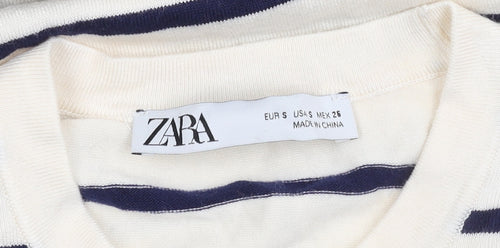 ZARA
EUR S USA S MEX 26
MADE IN CHINA